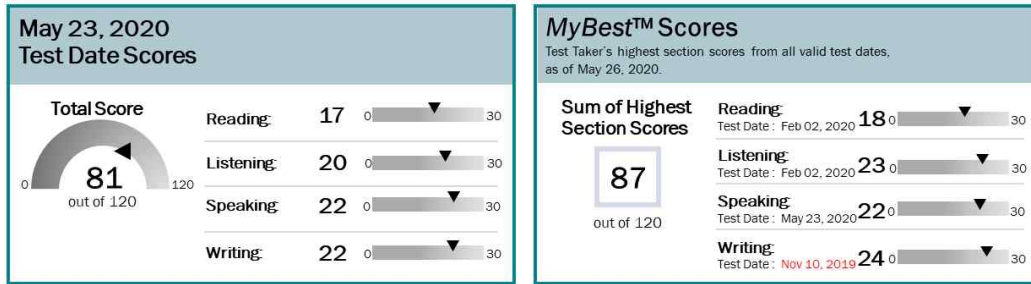 May 23, 2020
Test Date Scores
Total Score
0
81
120
out of 120
Reading: 17 0 30
Listening: 20 0 30
Speaking: 22 0 30
Writing: 22 0 30
MyBest™ Scores
Test Taker's highest section scores from all valid test dates,
as of May 26, 2020.
Sum of Highest
Section Scores
87
out of 120
Reading:
Test Date : Feb 02, 2020 18 0 30
Listening:
Test Date : Feb 02, 2020 23 0 30
Speaking:
Test Date : May 23, 2020 22 0 30
Writing:
Test Date : Nov 10, 2019 24 0 30